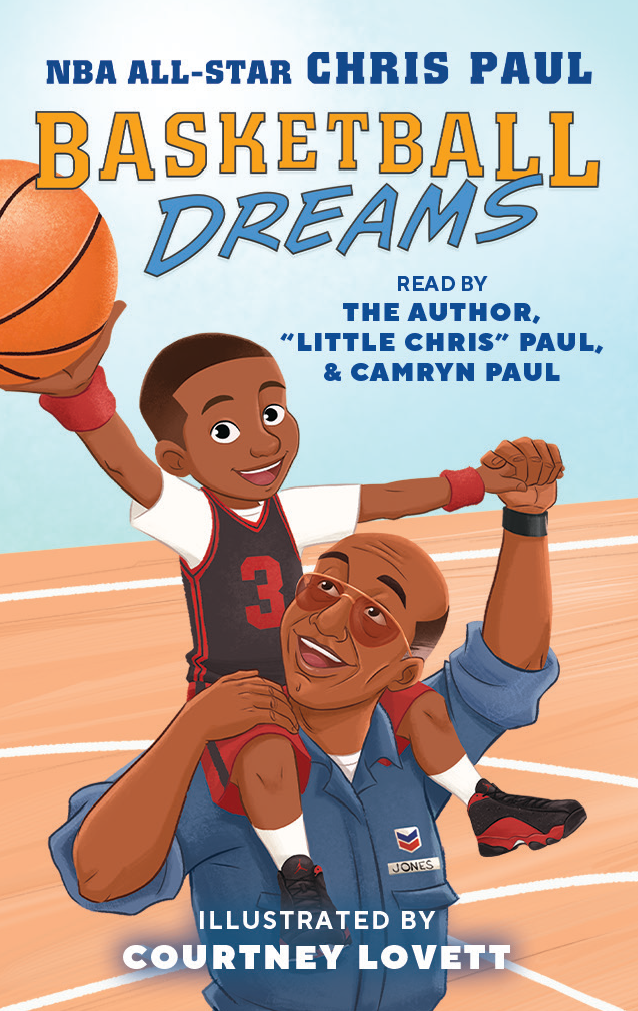 NBA ALL-STAR CHRIS PAUL
BASKETBALL
DREAMS
READ BY
THE AUTHOR,
“LITTLE CHRIS” PAUL,
& CAMRYN PAUL
3
JONES
ILLUSTRATED BY
COURTNEY LOVETT